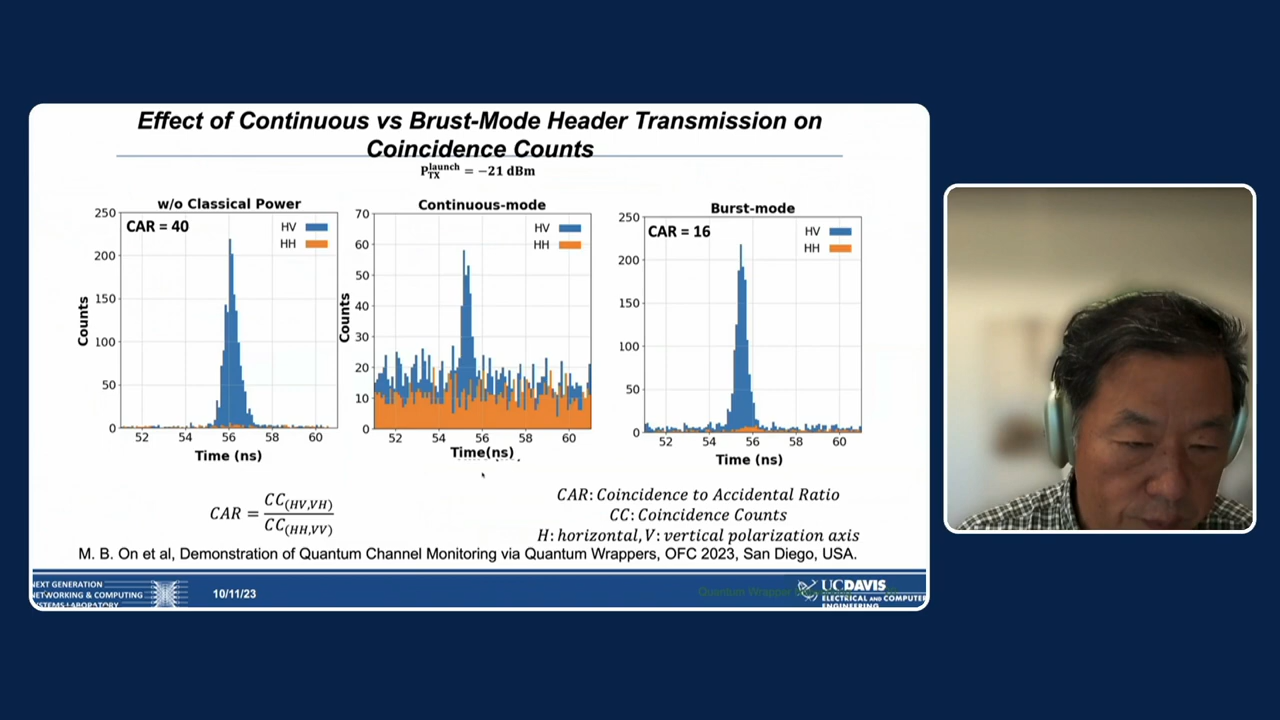 Effect of Continuous vs Brust-Mode Header Transmission on
Coincidence Counts
P_TX^launch = −21 dBm
w/o Classical Power
CAR = 40
HV
HH
250
200
150
100
50
0
52 54 56 58 60
Counts
Time (ns)
Continuous-mode
HV
HH
70
60
50
40
30
20
10
0
52 54 56 58 60
Counts
Time(ns)
Burst-mode
CAR = 16
HV
HH
250
200
150
100
50
0
52 54 56 58 60
Time (ns)
CAR = CC(HV,VH) / CC(HH,VV)
CAR: Coincidence to Accidental Ratio
CC: Coincidence Counts
H: horizontal, V: vertical polarization axis
M. B. On et al, Demonstration of Quantum Channel Monitoring via Quantum Wrappers, OFC 2023, San Diego, USA.
NEXT GENERATION
NETWORKING & COMPUTING
SYSTEMS LABORATORY
10/11/23
Quantum Wrapper
UCDAVIS
ELECTRICAL AND COMPUTER
ENGINEERING